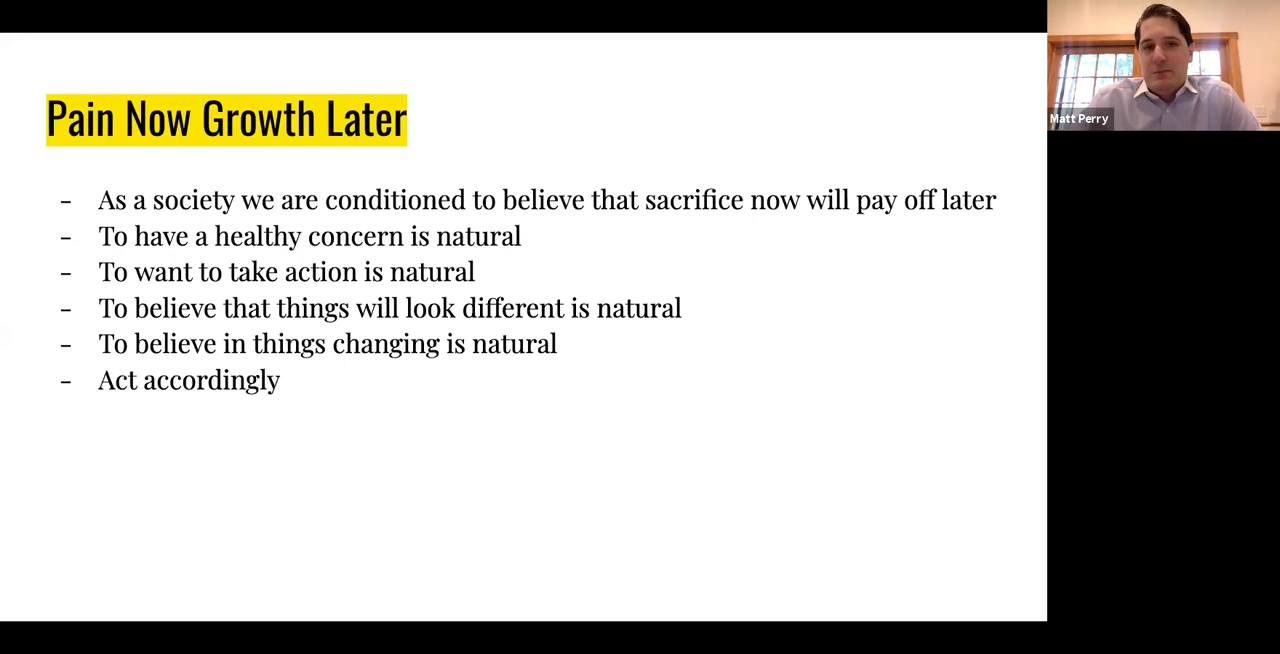 Pain Now Growth Later
- As a society we are conditioned to believe that sacrifice now will pay off later
- To have a healthy concern is natural
- To want to take action is natural
- To believe that things will look different is natural
- To believe in things changing is natural
- Act accordingly
Matt Perry